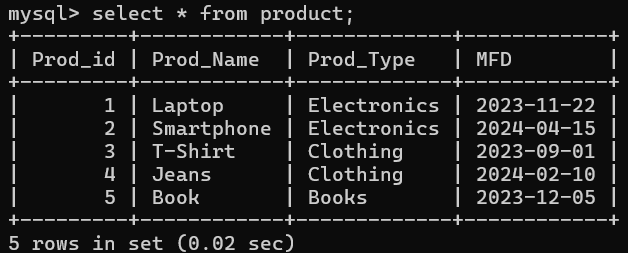 mysql> select * from product;
+---------+------------+-------------+------------+
| Prod_id | Prod_Name  | Prod_Type   | MFD        |
+---------+------------+-------------+------------+
|       1 | Laptop     | Electronics | 2023-11-22 |
|       2 | Smartphone | Electronics | 2024-04-15 |
|       3 | T-Shirt    | Clothing    | 2023-09-01 |
|       4 | Jeans      | Clothing    | 2024-02-10 |
|       5 | Book       | Books       | 2023-12-05 |
+---------+------------+-------------+------------+
5 rows in set (0.02 sec)